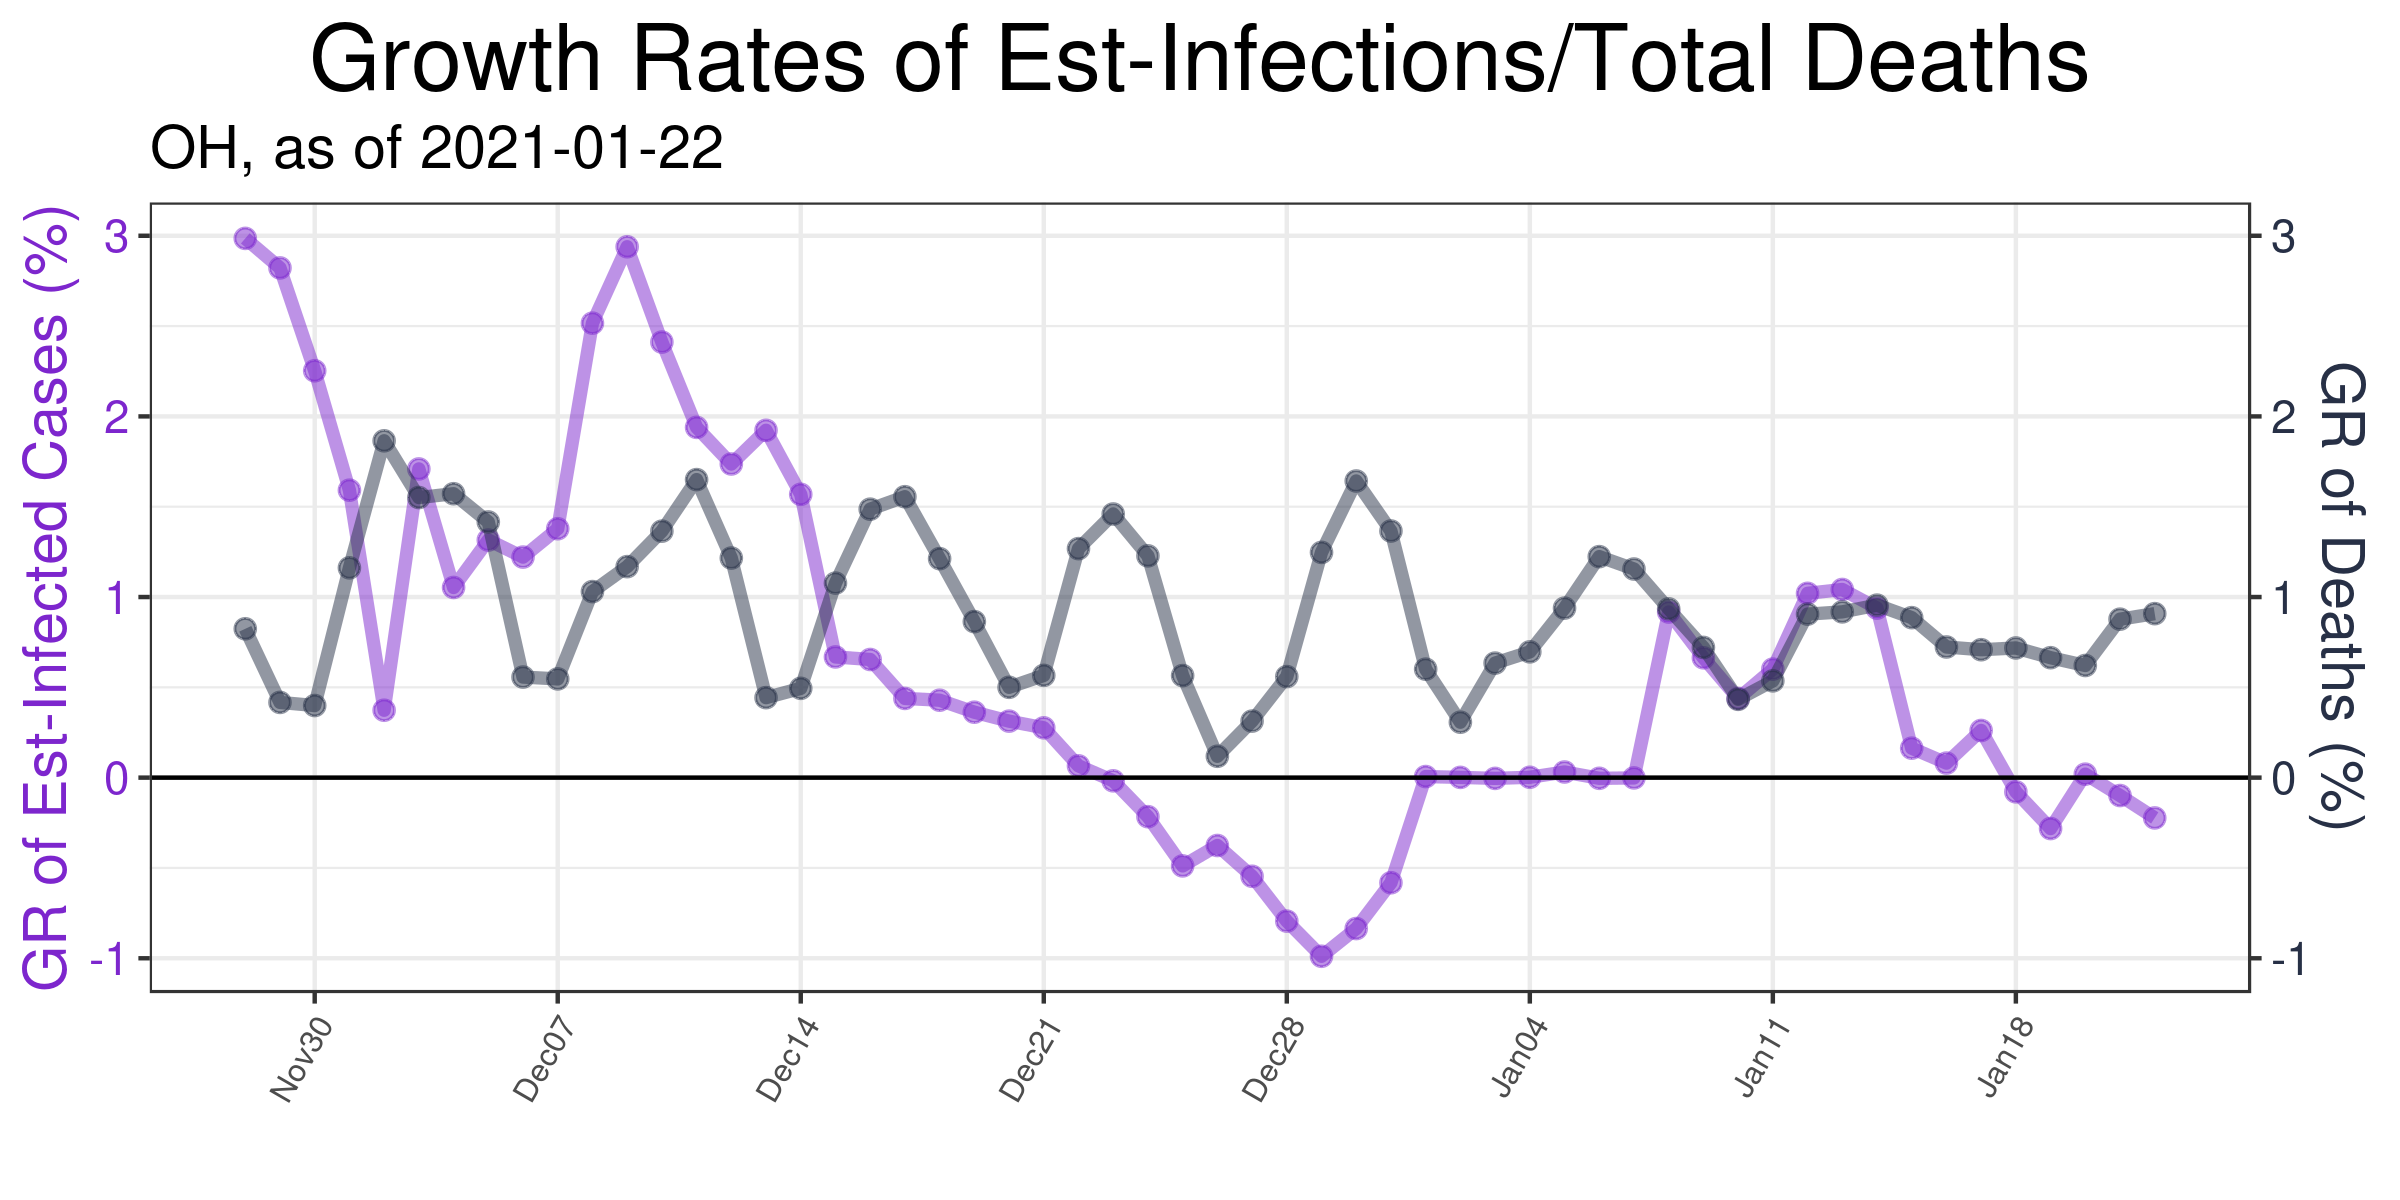 Growth Rates of Est-Infections/Total Deaths
OH, as of 2021-01-22
GR of Est-Infected Cases (%)
3
2
1
0
-1
3
2
1
0
-1
GR of Deaths (%)
Nov30
Dec07
Dec14
Dec21
Dec28
Jan04
Jan11
Jan18